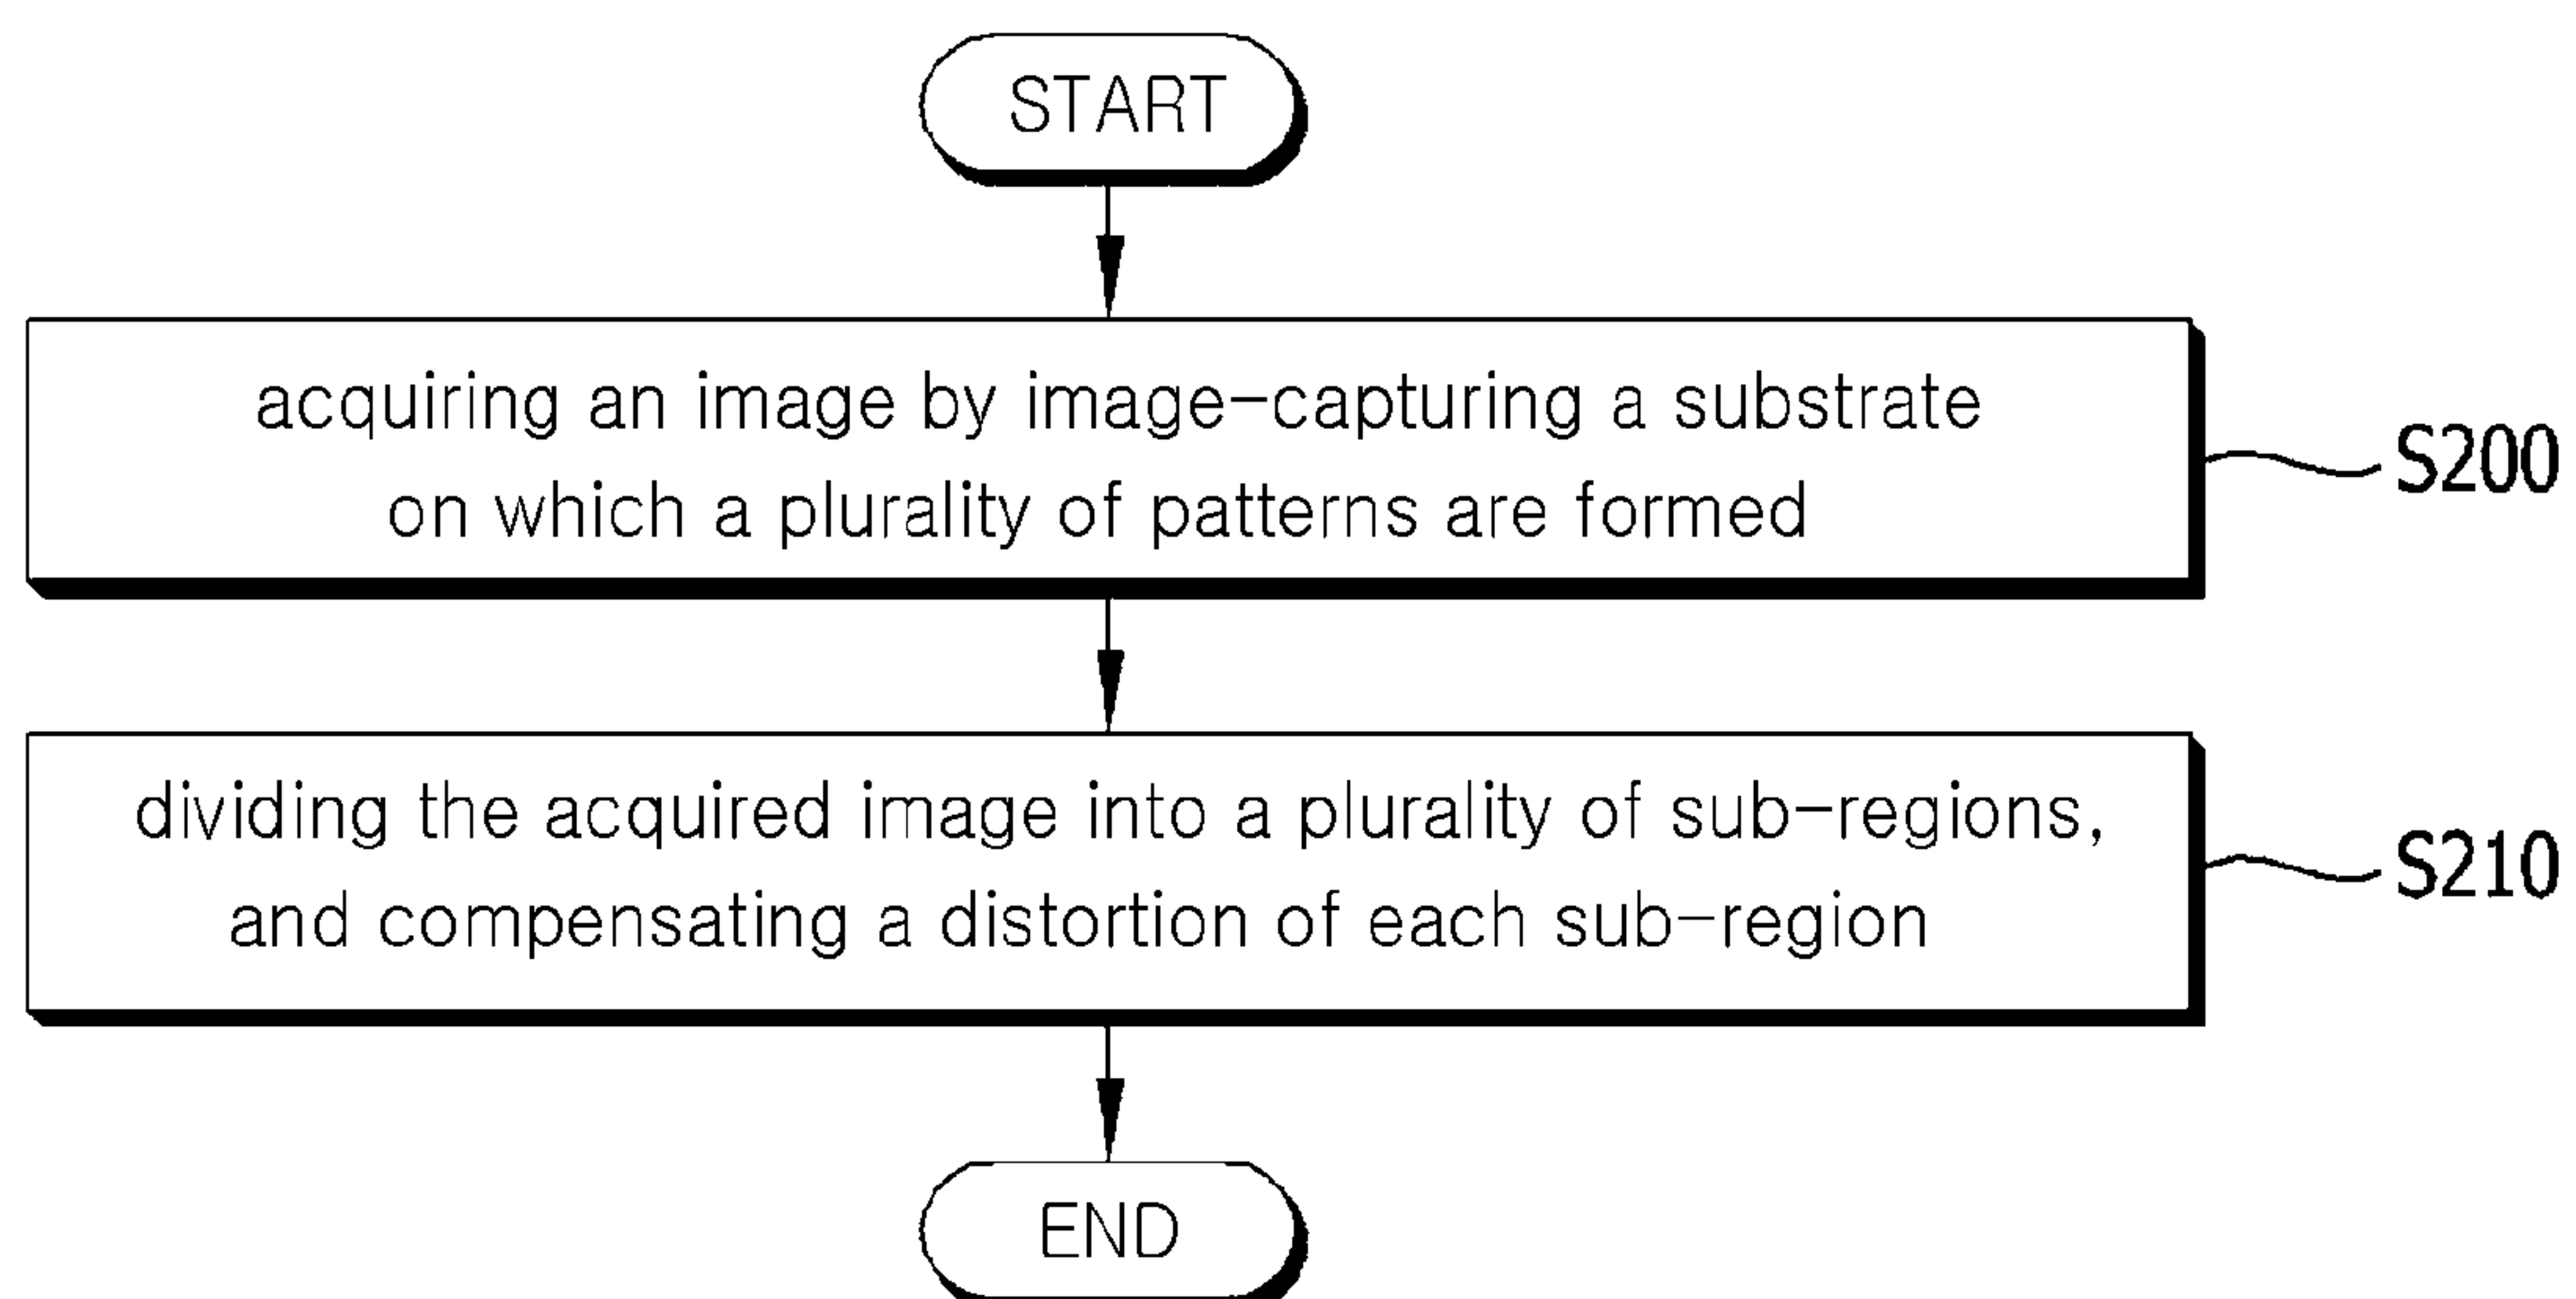 START
acquiring an image by image-capturing a substrate
on which a plurality of patterns are formed
S200
dividing the acquired image into a plurality of sub-regions,
and compensating a distortion of each sub-region
S210
END